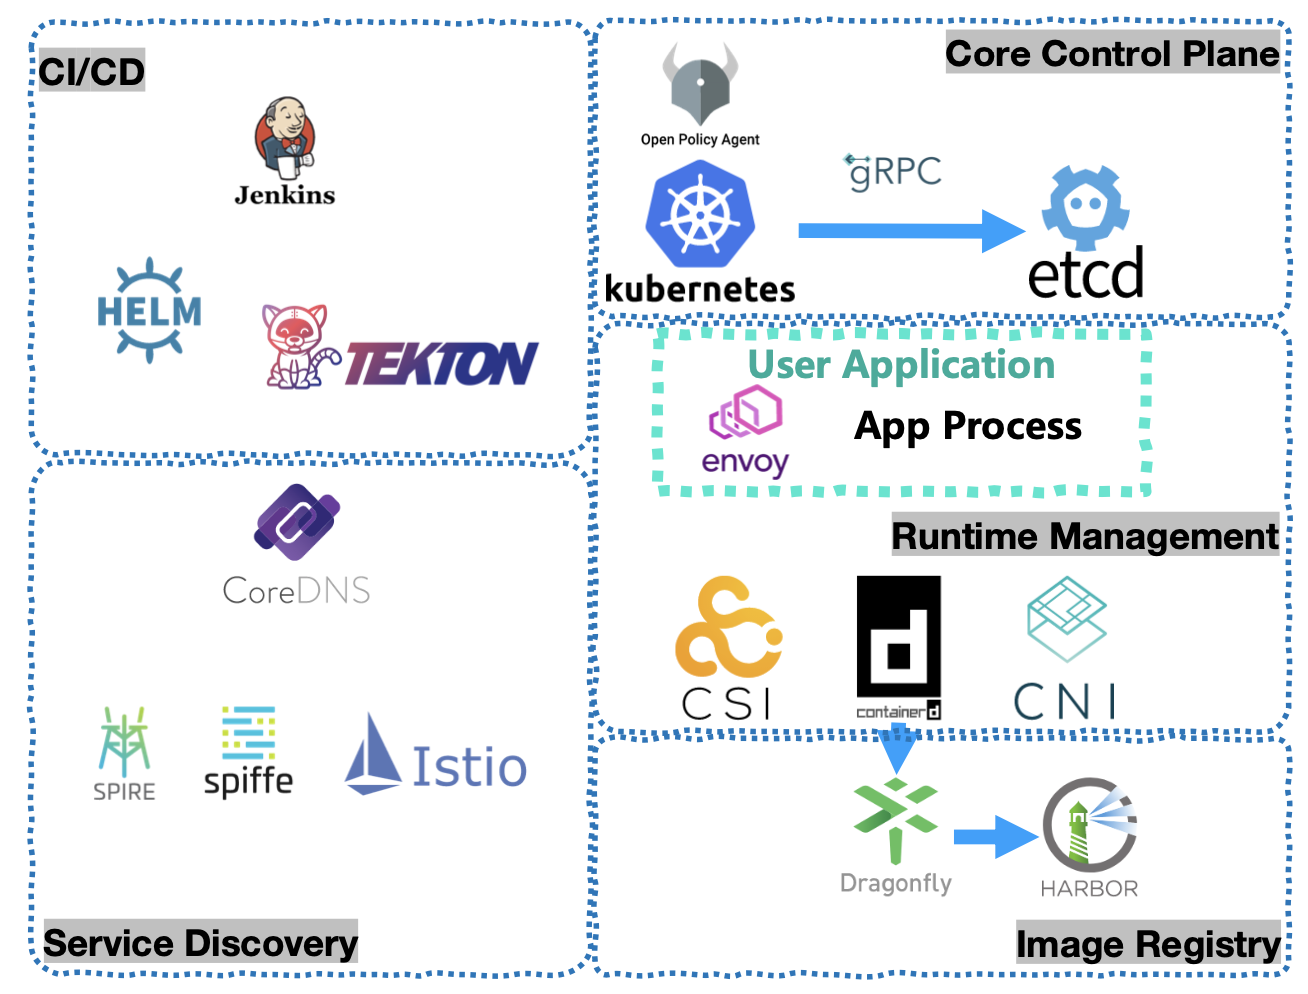 CI/CD
Jenkins
HELM
TEKTON
Core Control Plane
Open Policy Agent
gRPC
kubernetes
etcd
User Application
envoy
App Process
Runtime Management
CSI
d
containerd
CNI
CoreDNS
SPIRE
spiffe
Istio
Service Discovery
Dragonfly
HARBOR
Image Registry